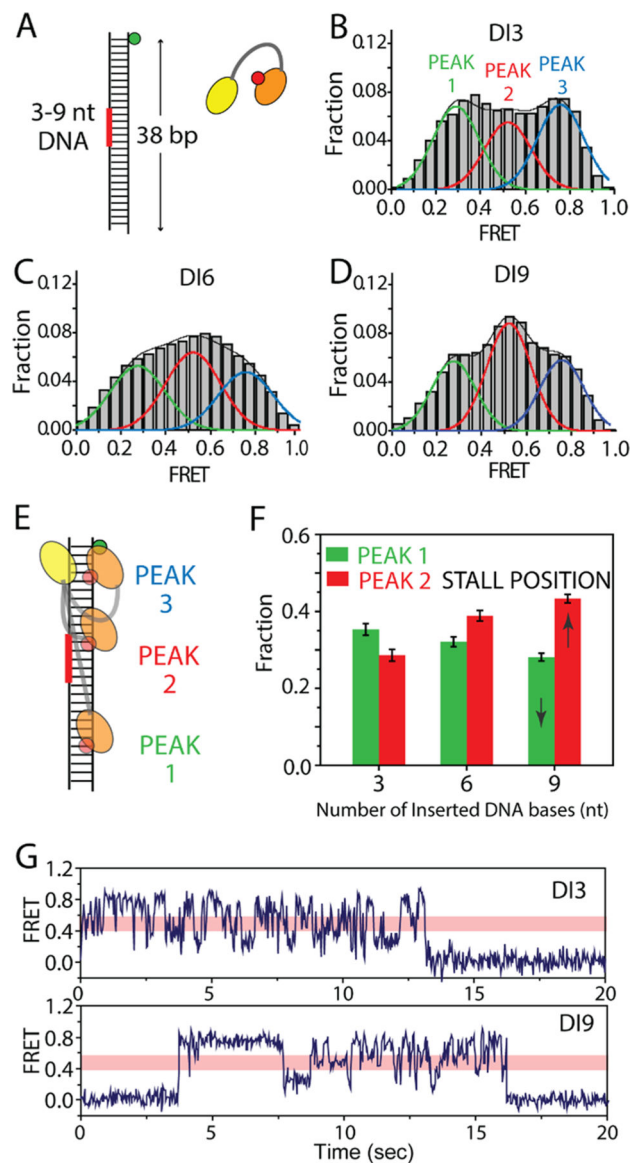 A
3-9 nt
DNA
38 bp
B
DI3
PEAK
1
PEAK
2
PEAK
3
Fraction
0.12
0.08
0.04
0.00
0.0 0.2 0.4 0.6 0.8 1.0
FRET
C
DI6
Fraction
0.12
0.08
0.04
0.00
0.0 0.2 0.4 0.6 0.8 1.0
FRET
D
DI9
Fraction
0.12
0.08
0.04
0.00
0.0 0.2 0.4 0.6 0.8 1.0
FRET
E
PEAK
3
PEAK
2
PEAK
1
F
Fraction
0.6
0.4
0.2
0.0
PEAK 1
PEAK 2 STALL POSITION
3 6 9
Number of Inserted DNA bases (nt)
G
FRET
1.2
0.8
0.4
0.0
DI3
0 5 10 15 20
FRET
1.2
0.8
0.4
0.0
DI9
0 5 10 15 20
Time (sec)